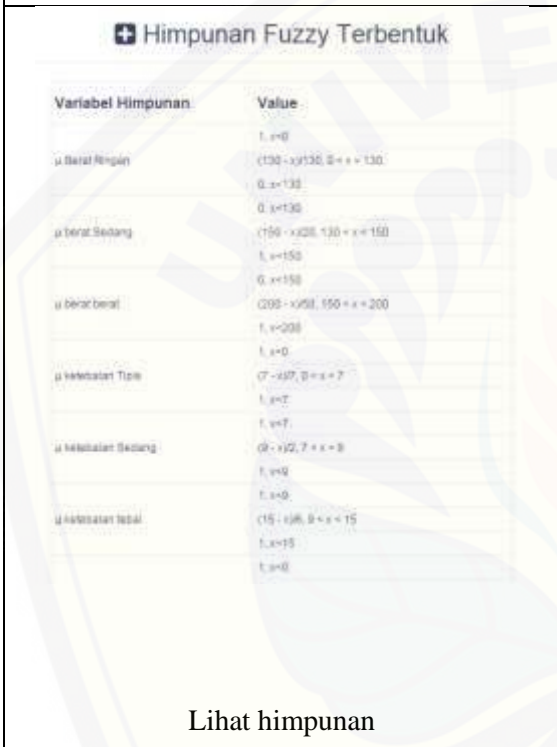 Himpunan Fuzzy Terbentuk
Variabel Himpunan Value
1, x=0
µ Berat Ringan (130 - x)/130, 0 < x < 130
0, x=130
0, x=130
µ berat Sedang (150 - x)/20, 130 < x < 150
1, x=150
0, x=150
µ berat berat (200 - x)/50, 150 < x < 200
1, x=200
1, x=0
µ ketebalan Tipis (7 - x)/7, 0 < x < 7
1, x=7
1, x=7
µ ketebalan Sedang (9 - x)/2, 7 < x < 9
1, x=9
1, x=9
µ ketebalan tebal (15 - x)/6, 9 < x < 15
1, x=15
1, x=0
Lihat himpunan